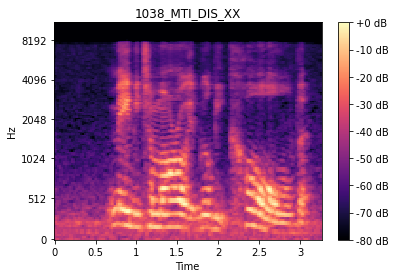 1038_MTI_DIS_XX
8192
4096
2048
1024
512
0
Hz
0
0.5
1
1.5
2
2.5
3
Time
+0 dB
-10 dB
-20 dB
-30 dB
-40 dB
-50 dB
-60 dB
-70 dB
-80 dB